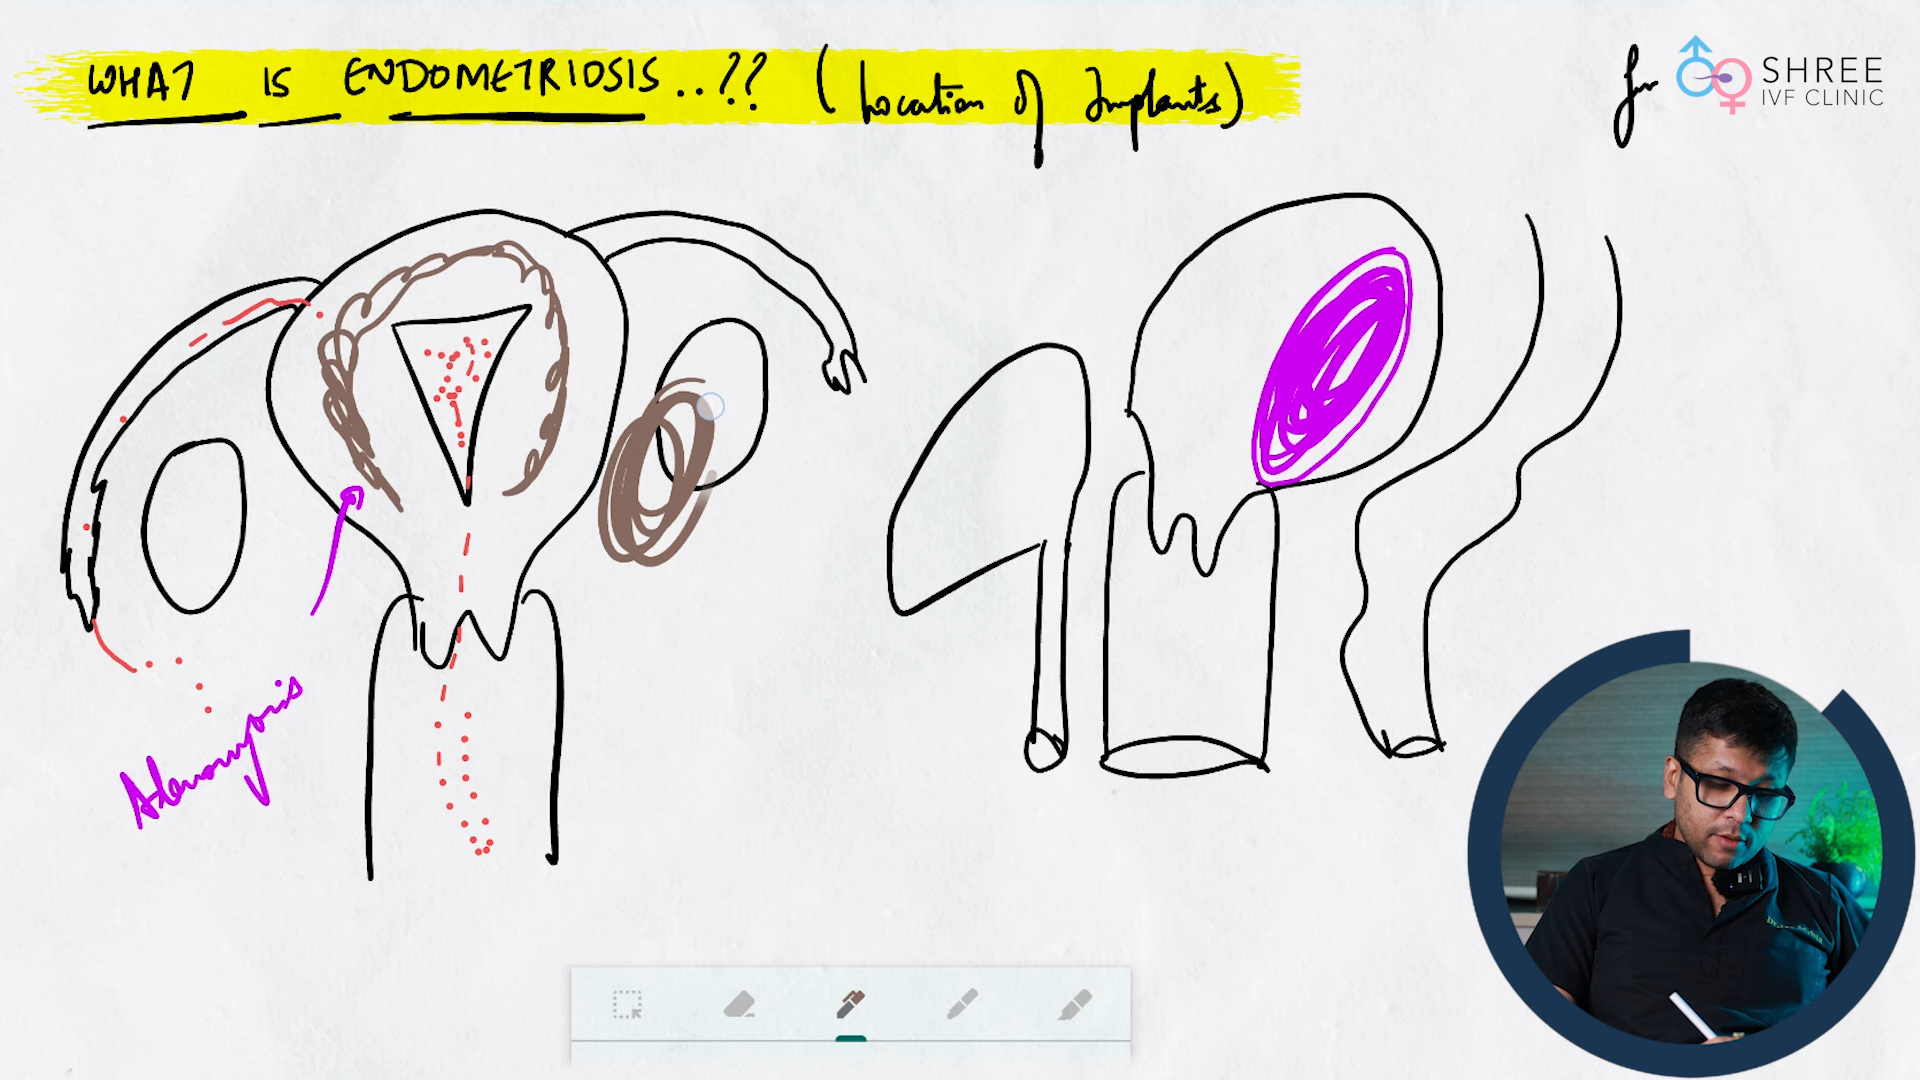 WHAT IS ENDOMETRIOSIS..?? (Location of Implants)
SHREE
IVF CLINIC
Adenomyosis